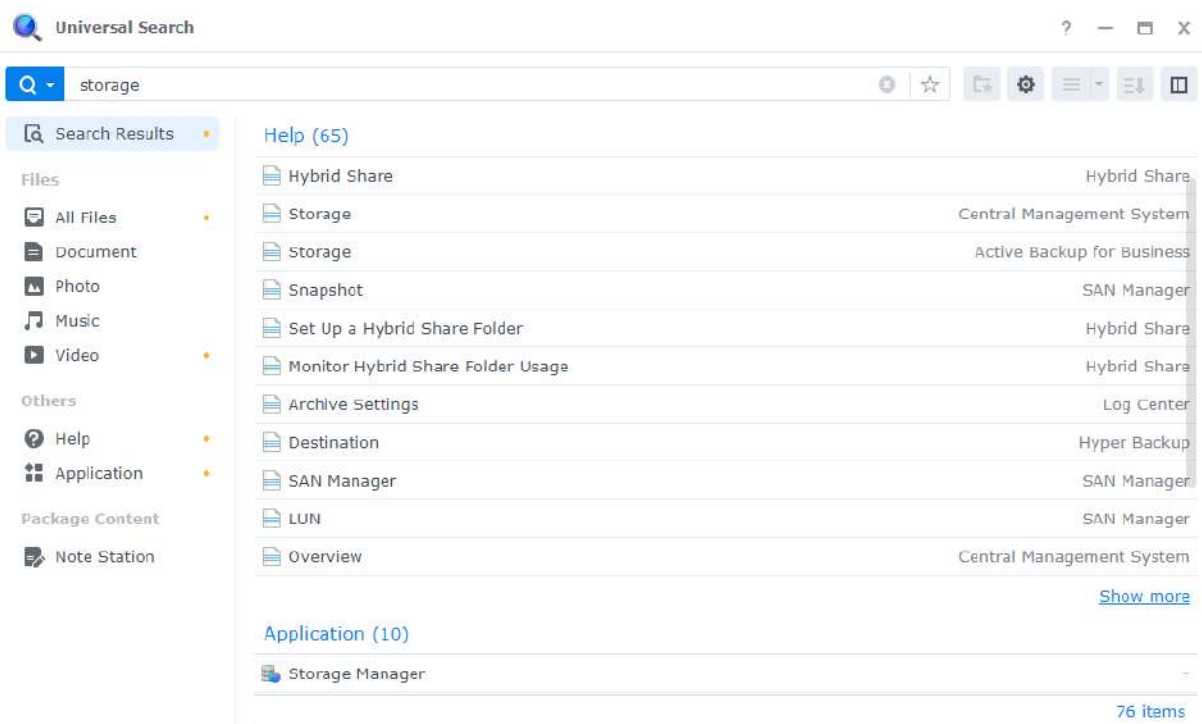 Universal Search
storage
Search Results
Files
All Files
Document
Photo
Music
Video
Others
Help
Application
Package Content
Note Station
Help (65)
Hybrid Share Hybrid Share
Storage Central Management System
Storage Active Backup for Business
Snapshot SAN Manager
Set Up a Hybrid Share Folder Hybrid Share
Monitor Hybrid Share Folder Usage Hybrid Share
Archive Settings Log Center
Destination Hyper Backup
SAN Manager SAN Manager
LUN SAN Manager
Overview Central Management System
Show more
Application (10)
Storage Manager -
76 items